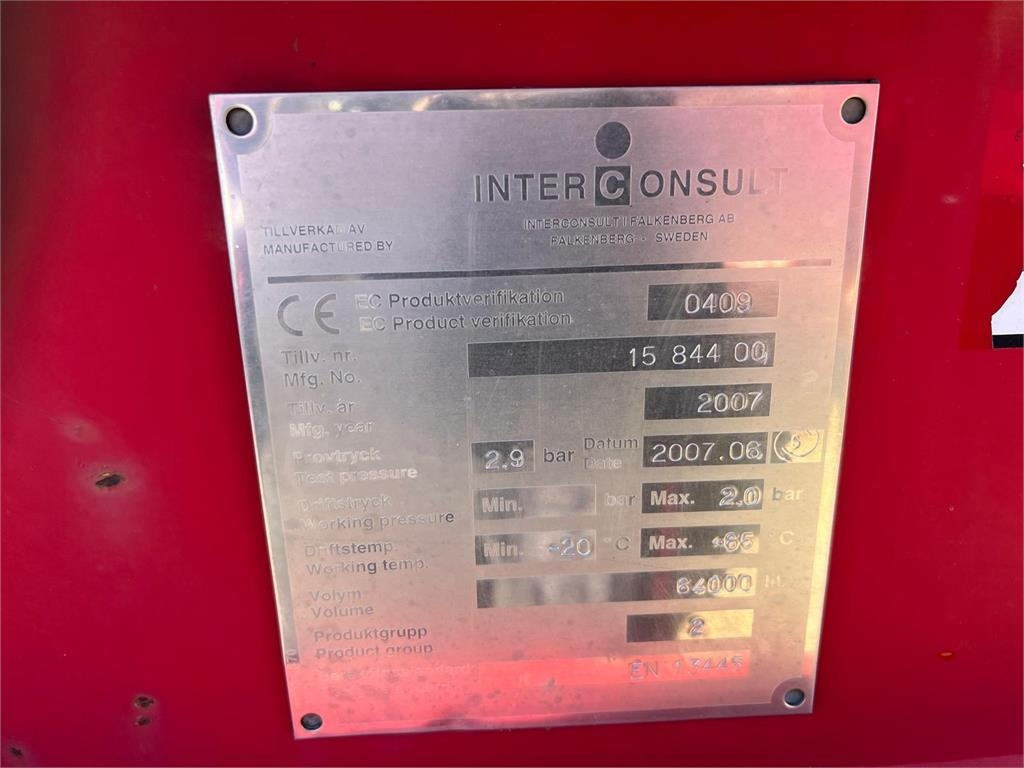 INTERCONSULT
INTERCONSULT I FALKENBERG AB
FALKENBERG - SWEDEN
TILLVERKAD AV
MANUFACTURED BY
CE EC Produktverifikation 0409
EC Product verifikation
Tillv. nr. 15 844 00
Mfg. No.
Tillv. år 2007
Mfg. year
Provtryck 2,9 bar Datum 2007.06
Test pressure Date
Driftstryck Min. bar Max. 2,0 bar
Working pressure
Driftstemp. Min. -20 °C Max. +65 C
Working temp.
Volym 64000
Volume
Produktgrupp 2
Product group
EN 13445